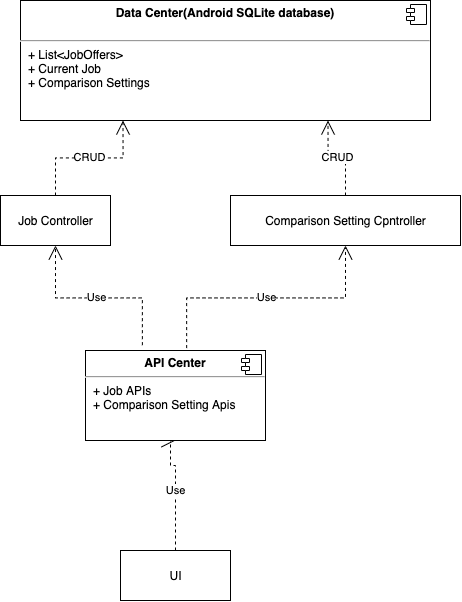 Data Center(Android SQLite database)
+ List<JobOffers>
+ Current Job
+ Comparison Settings
CRUD
CRUD
Job Controller
Comparison Setting Cpntroller
Use
Use
API Center
+ Job APIs
+ Comparison Setting Apis
Use
UI